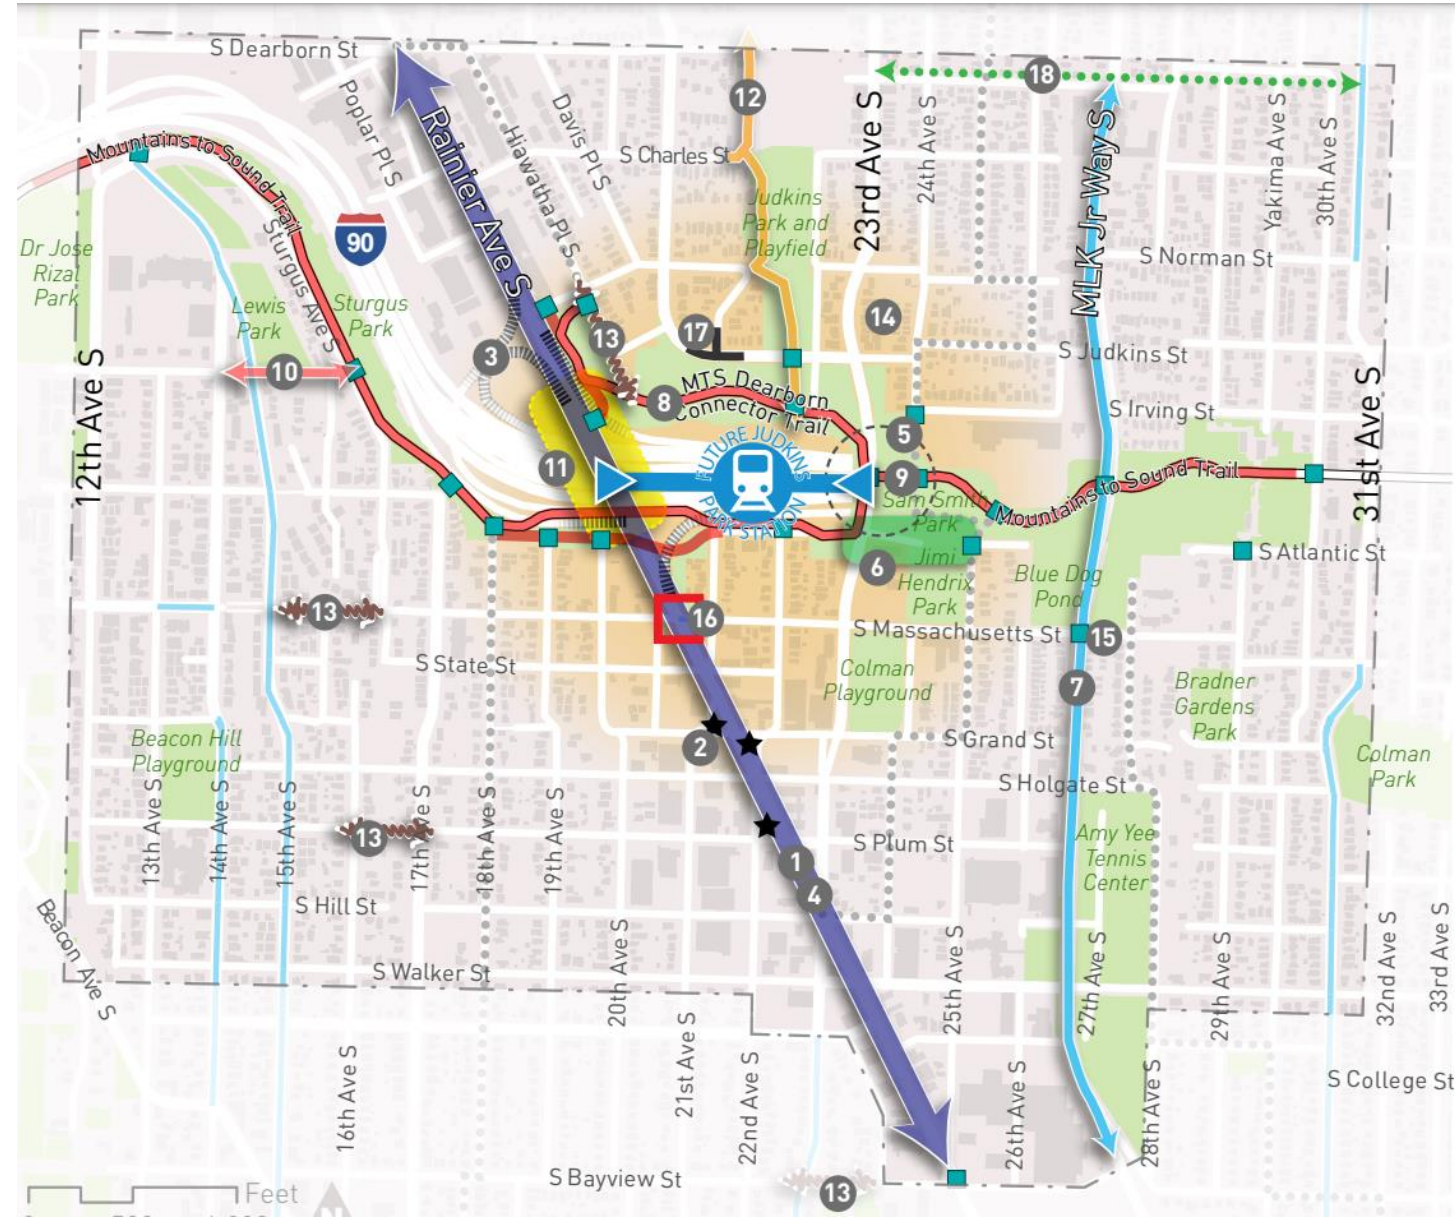 S Dearborn St
18
12
Poplar Pl S
Rainier Ave S
Hiawatha Pl S
Davis Pl S
S Charles St
23rd Ave S
24th Ave S
MLK Jr Way S
Yakima Ave S
30th Ave S
Mountains to Sound Trail
Sturgus Ave S
90
Judkins
Park and
Playfield
Dr Jose
Rizal
Park
Lewis
Park
Sturgus
Park
S Norman St
14
13
17
3
S Judkins St
10
12th Ave S
8
MTS Dearborn
Connector Trail
S Irving St
31st Ave S
5
11
FUTURE JUDKINS
PARK STATION
9
Sam Smith
Park
Mountains to Sound Trail
6
Jimi
Hendrix
Park
S Atlantic St
Blue Dog
Pond
13
16
S Massachusetts St
15
S State St
Colman
Playground
7
Bradner
Gardens
Park
Beacon Hill
Playground
2
S Grand St
Colman
Park
S Holgate St
13
13th Ave S
14th Ave S
15th Ave S
17th Ave S
18th Ave S
19th Ave S
S Plum St
Amy Yee
Tennis
Center
1
4
S Hill St
Beacon Ave S
S Walker St
20th Ave S
25th Ave S
27th Ave S
29th Ave S
32nd Ave S
33rd Ave S
16th Ave S
21st Ave S
22nd Ave S
26th Ave S
28th Ave S
S College St
S Bayview St
13
Feet